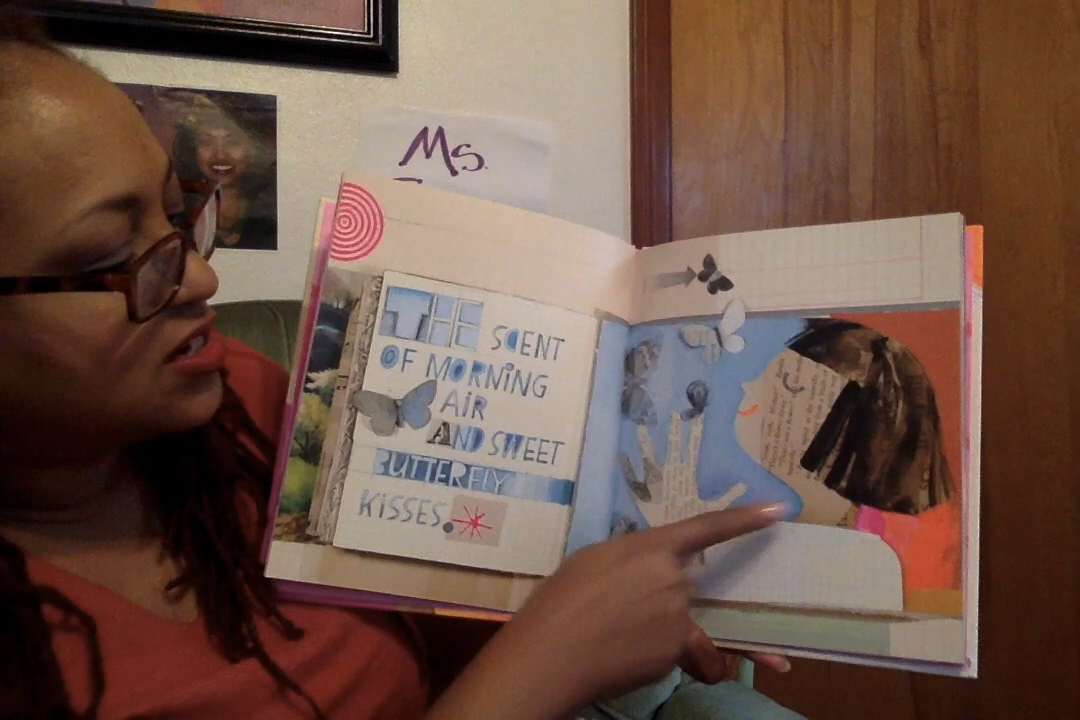 Ms.
THE SCENT
OF MORNING
AIR
AND SWEET
BUTTERFLY
KISSES.